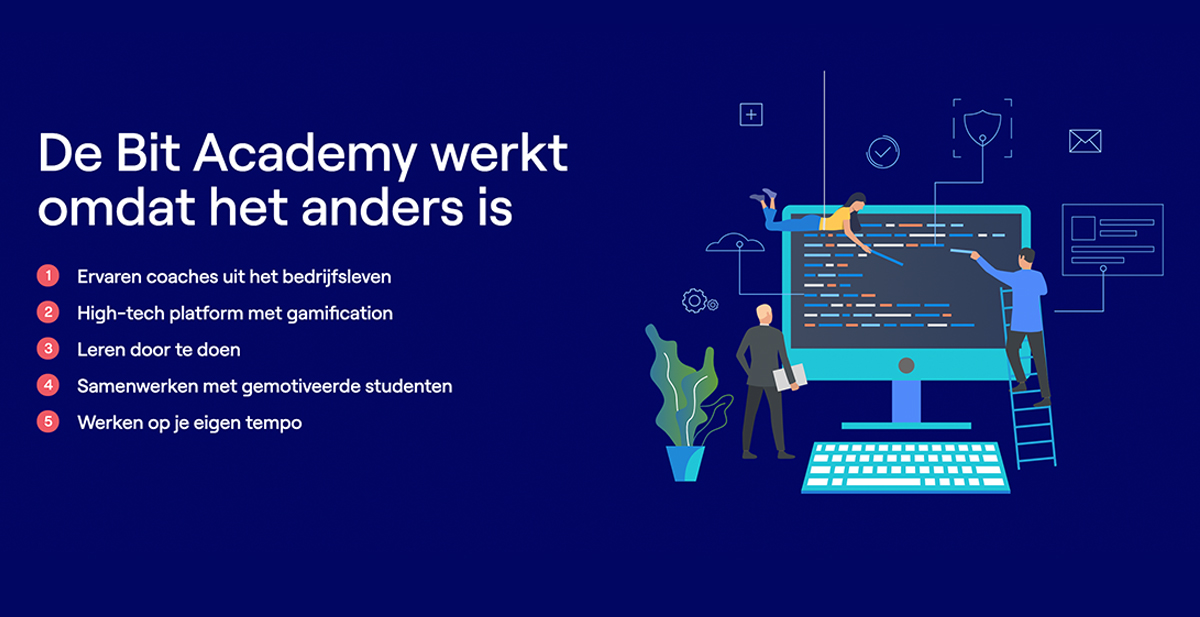 De Bit Academy werkt
omdat het anders is
1 Ervaren coaches uit het bedrijfsleven
2 High-tech platform met gamification
3 Leren door te doen
4 Samenwerken met gemotiveerde studenten
5 Werken op je eigen tempo